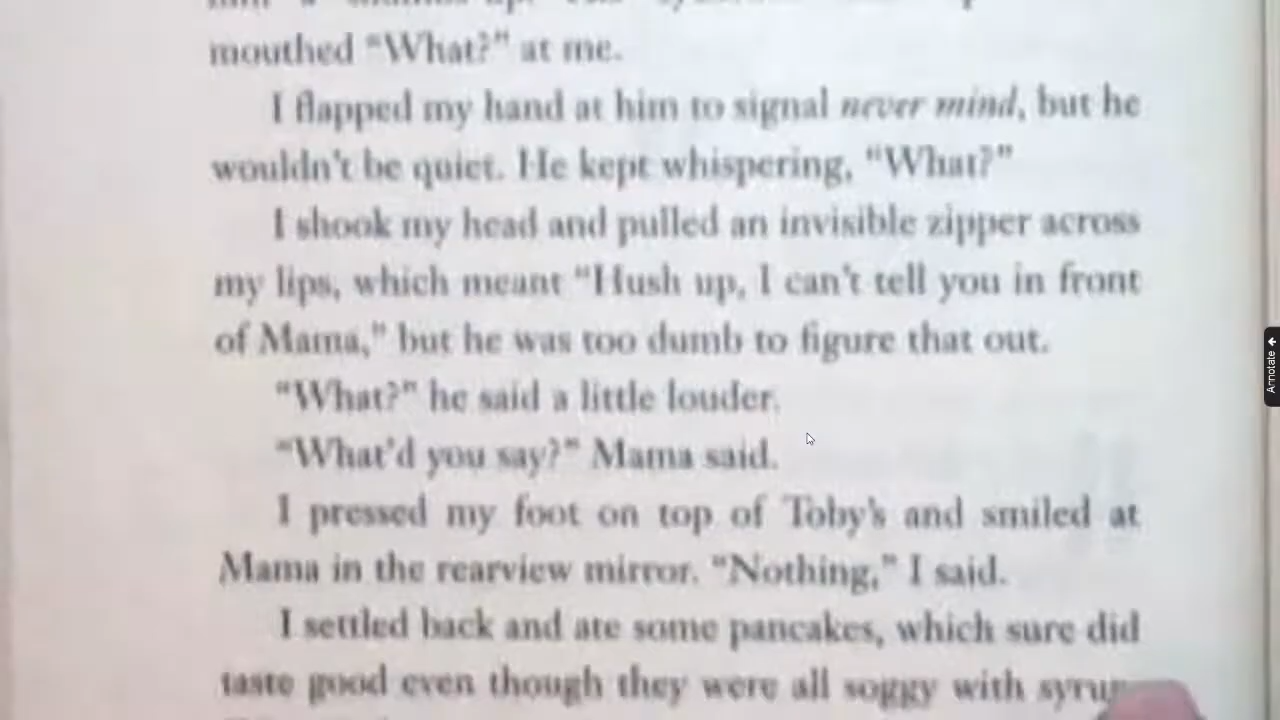 mouthed “What?” at me.
I flapped my hand at him to signal never mind, but he
wouldn't be quiet. He kept whispering, “What?”
I shook my head and pulled an invisible zipper across
my lips, which meant “Hush up, I can't tell you in front
of Mama,” but he was too dumb to figure that out.
“What?” he said a little louder.
“What'd you say?” Mama said.
I pressed my foot on top of Toby's and smiled at
Mama in the rearview mirror. “Nothing,” I said.
I settled back and ate some pancakes, which sure did
taste good even though they were all soggy with
Annotate